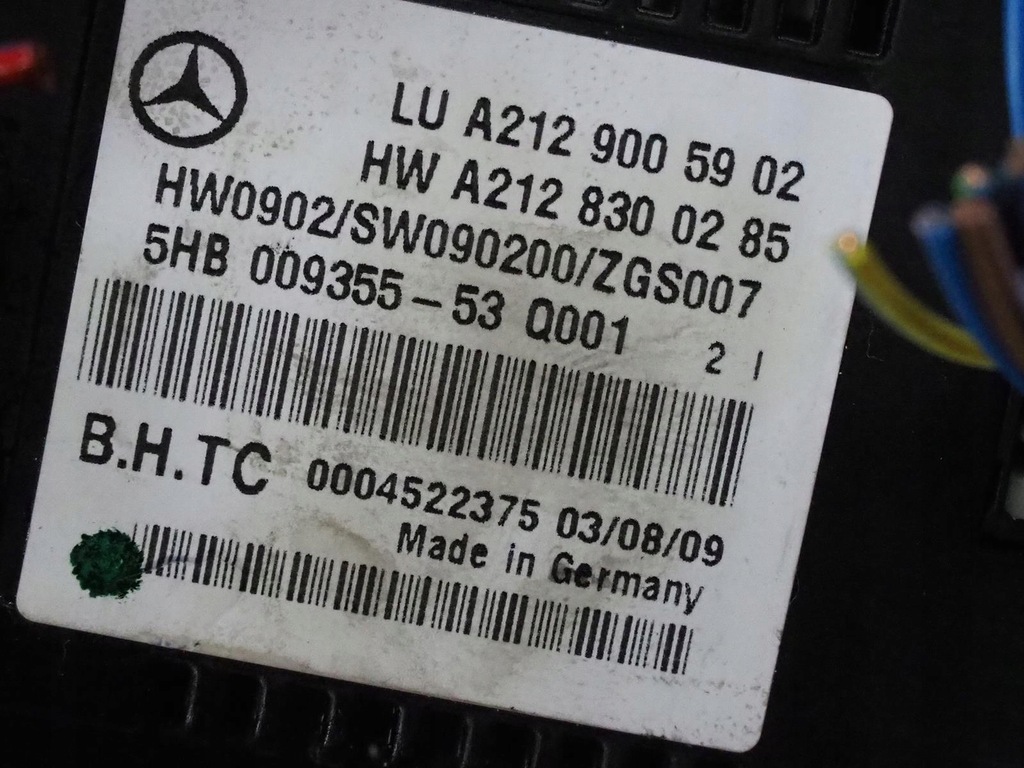 LU A212 900 59 02
HW A212 830 02 85
HW0902/SW090200/ZGS007
5HB 009355-53 Q001
2 I
B.H.TC 0004522375 03/08/09
Made in Germany